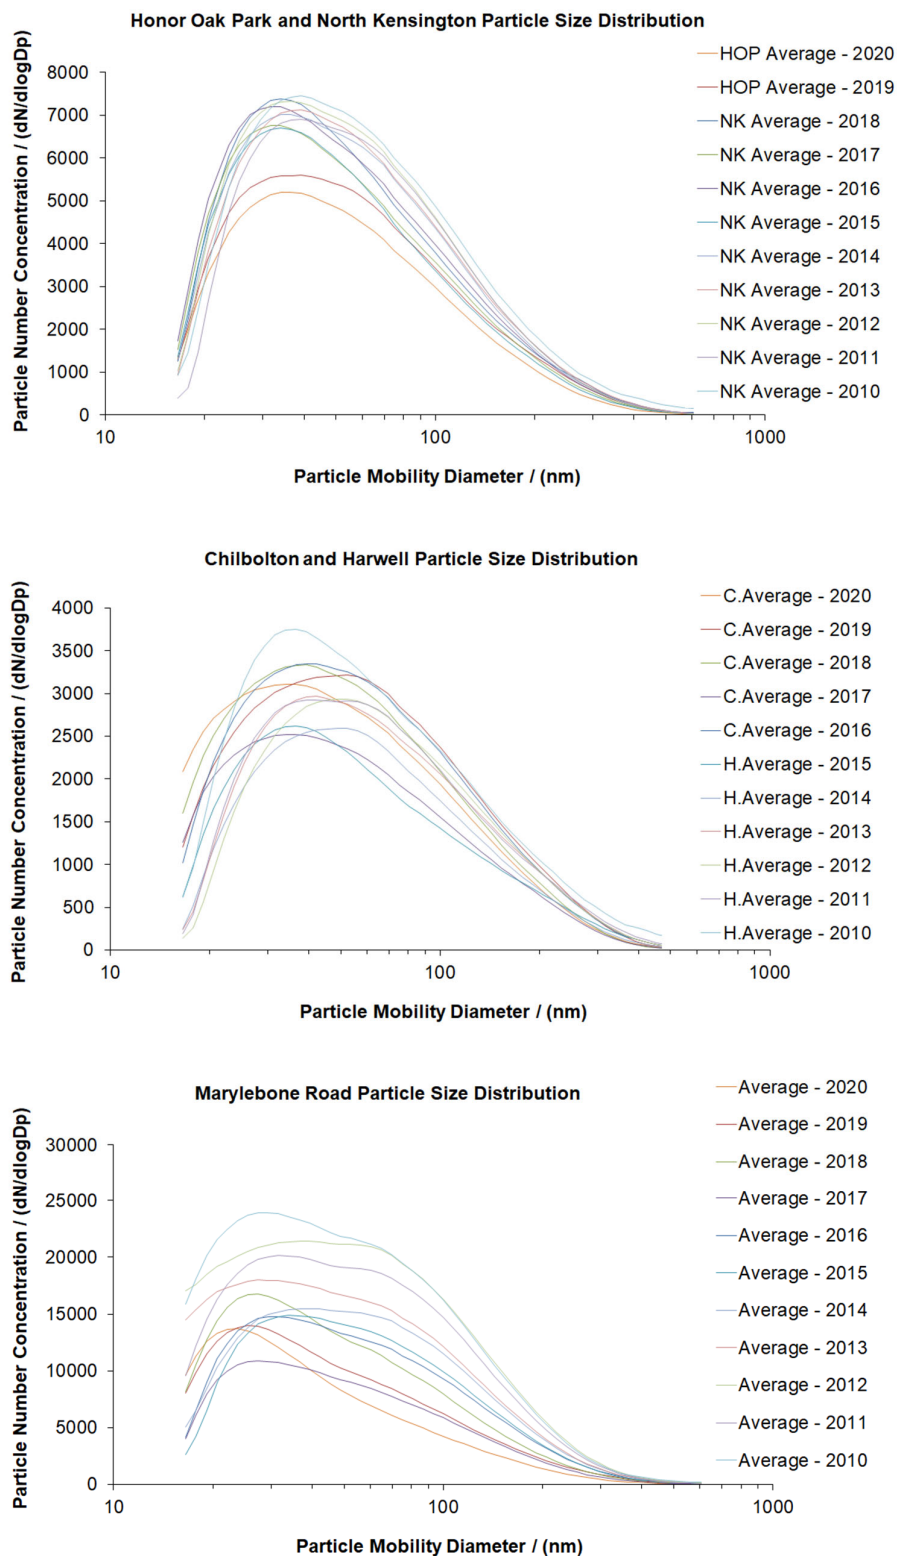 Honor Oak Park and North Kensington Particle Size Distribution
Particle Number Concentration / (dN/dlogDp)
8000
7000
6000
5000
4000
3000
2000
1000
0
10
100
1000
Particle Mobility Diameter / (nm)
HOP Average - 2020
HOP Average - 2019
NK Average - 2018
NK Average - 2017
NK Average - 2016
NK Average - 2015
NK Average - 2014
NK Average - 2013
NK Average - 2012
NK Average - 2011
NK Average - 2010
Chilbolton and Harwell Particle Size Distribution
Particle Number Concentration / (dN/dlogDp)
4000
3500
3000
2500
2000
1500
1000
500
0
10
100
1000
Particle Mobility Diameter / (nm)
C.Average - 2020
C.Average - 2019
C.Average - 2018
C.Average - 2017
C.Average - 2016
H.Average - 2015
H.Average - 2014
H.Average - 2013
H.Average - 2012
H.Average - 2011
H.Average - 2010
Marylebone Road Particle Size Distribution
Particle Number Concentration / (dN/dlogDp)
30000
25000
20000
15000
10000
5000
0
10
100
1000
Particle Mobility Diameter / (nm)
Average - 2020
Average - 2019
Average - 2018
Average - 2017
Average - 2016
Average - 2015
Average - 2014
Average - 2013
Average - 2012
Average - 2011
Average - 2010